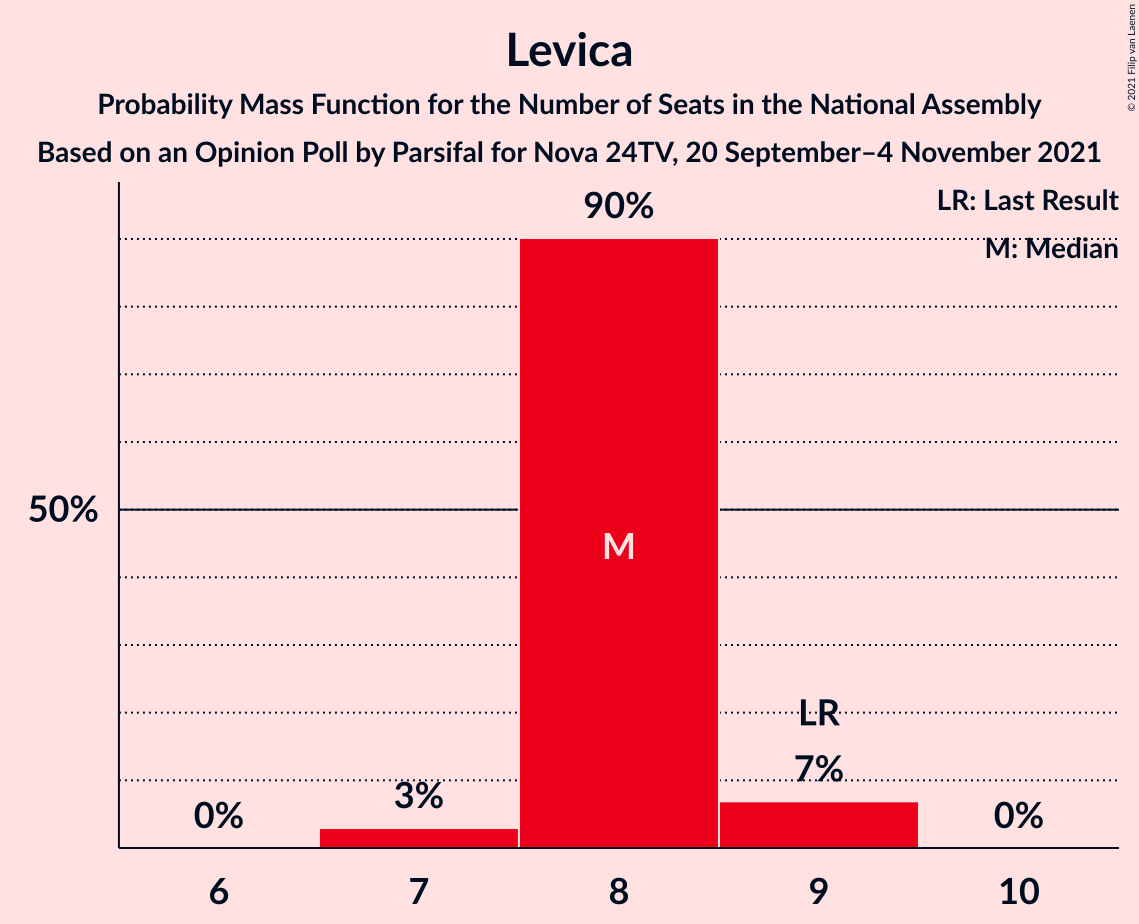 Levica
Probability Mass Function for the Number of Seats in the National Assembly
Based on an Opinion Poll by Parsifal for Nova 24TV, 20 September–4 November 2021
© 2021 Filip van Laenen
LR: Last Result
M: Median
90%
50%
M
LR
7%
3%
0%
0%
6 7 8 9 10